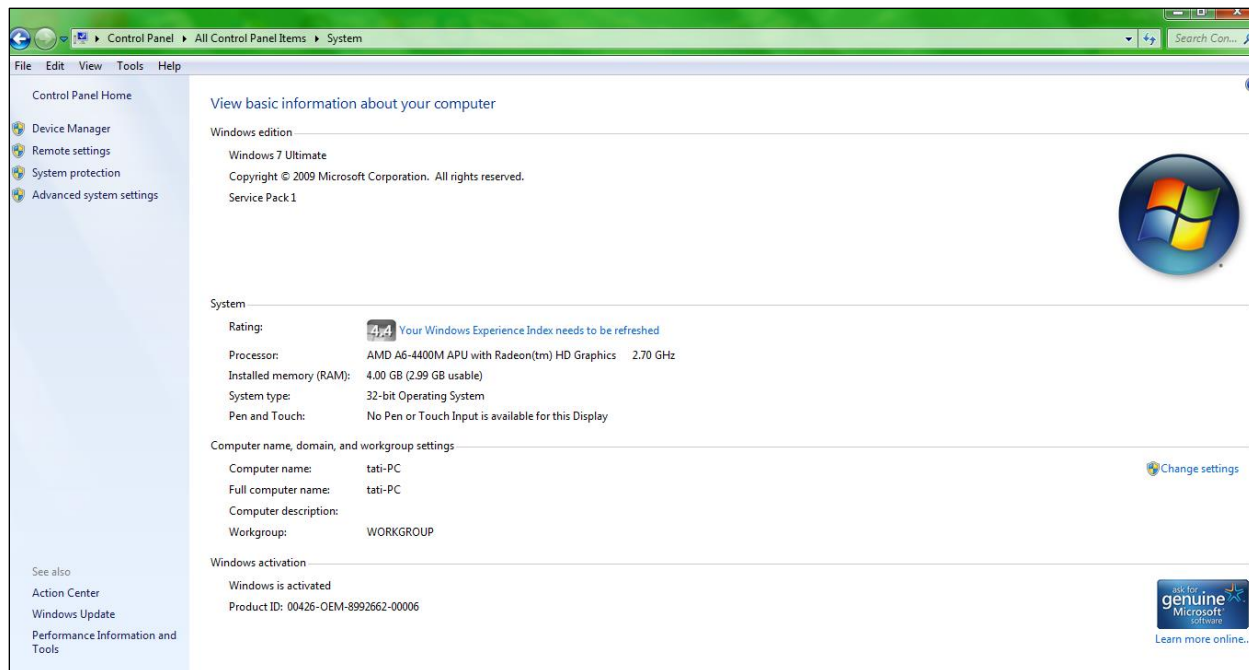 Control Panel ▸ All Control Panel Items ▸ System
Search Con...
File Edit View Tools Help
Control Panel Home
Device Manager
Remote settings
System protection
Advanced system settings
View basic information about your computer
Windows edition
Windows 7 Ultimate
Copyright © 2009 Microsoft Corporation. All rights reserved.
Service Pack 1
System
Rating: 4,4 Your Windows Experience Index needs to be refreshed
Processor: AMD A6-4400M APU with Radeon(tm) HD Graphics 2.70 GHz
Installed memory (RAM): 4.00 GB (2.99 GB usable)
System type: 32-bit Operating System
Pen and Touch: No Pen or Touch Input is available for this Display
Computer name, domain, and workgroup settings
Computer name: tati-PC
Change settings
Full computer name: tati-PC
Computer description:
Workgroup: WORKGROUP
Windows activation
Windows is activated
Product ID: 00426-OEM-8992662-00006
ask for
genuine
Microsoft
software
Learn more online...
See also
Action Center
Windows Update
Performance Information and
Tools